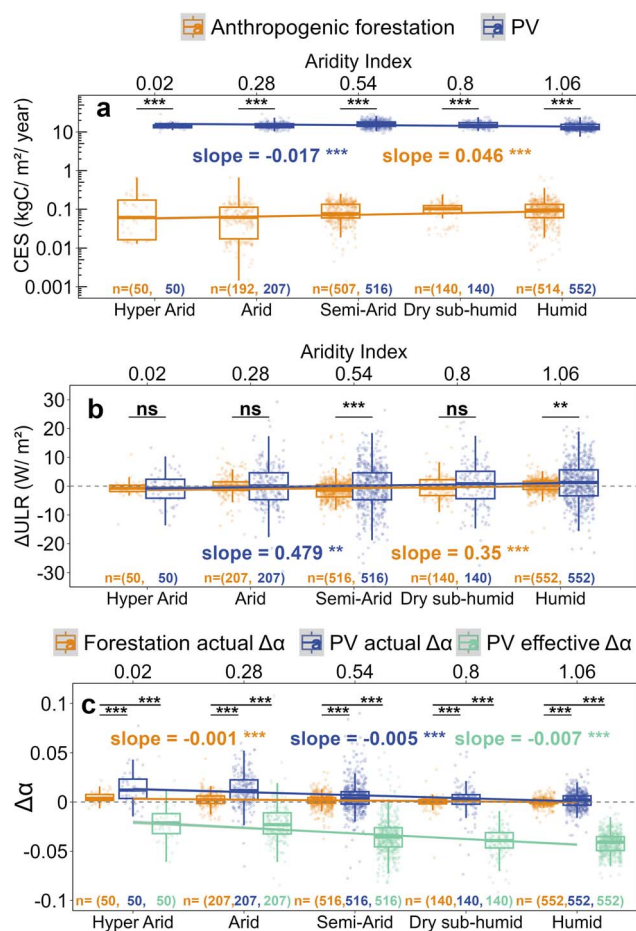 Anthropogenic forestation PV
Aridity Index
0.02 0.28 0.54 0.8 1.06
a *** *** *** *** ***
CES (kgC/ m²/ year)
10
1
0.1
0.01
0.001
slope = -0.017 *** slope = 0.046 ***
n=(50, 50) n=(192, 207) n=(507, 516) n=(140, 140) n=(514, 552)
Hyper Arid Arid Semi-Arid Dry sub-humid Humid
Aridity Index
0.02 0.28 0.54 0.8 1.06
b ns ns *** ns **
ΔULR (W/ m²)
30
20
10
0
-10
-20
-30
slope = 0.479 ** slope = 0.35 ***
n=(50, 50) n=(207, 207) n=(516, 516) n=(140, 140) n=(552, 552)
Hyper Arid Arid Semi-Arid Dry sub-humid Humid
Forestation actual Δα PV actual Δα PV effective Δα
0.02 0.28 0.54 0.8 1.06
c *** *** *** *** ***
*** *** *** *** ***
Δα
0.1
0.05
0
-0.05
-0.1
slope = -0.001 *** slope = -0.005 *** slope = -0.007 ***
n= (50, 50, 50) n= (207,207,207) n= (516,516,516) n= (140,140,140) n= (552,552,552)
Hyper Arid Arid Semi-Arid Dry sub-humid Humid